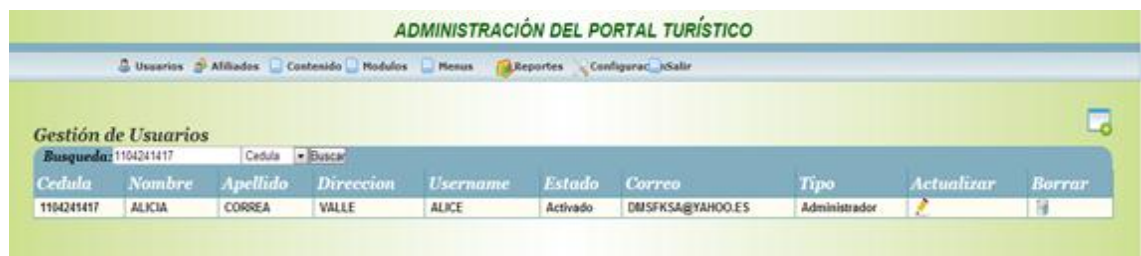 ADMINISTRACIÓN DEL PORTAL TURÍSTICO
Usuarios Afiliados Contenido Modulos Menus Reportes Configurac Salir
Gestión de Usuarios
Busqueda: 1104241417 Cedula Buscar
Cedula Nombre Apellido Direccion Username Estado Correo Tipo Actualizar Borrar
1104241417 ALICIA CORREA VALLE ALICE Activado DMSFKSA@YAHOO.ES Administrador